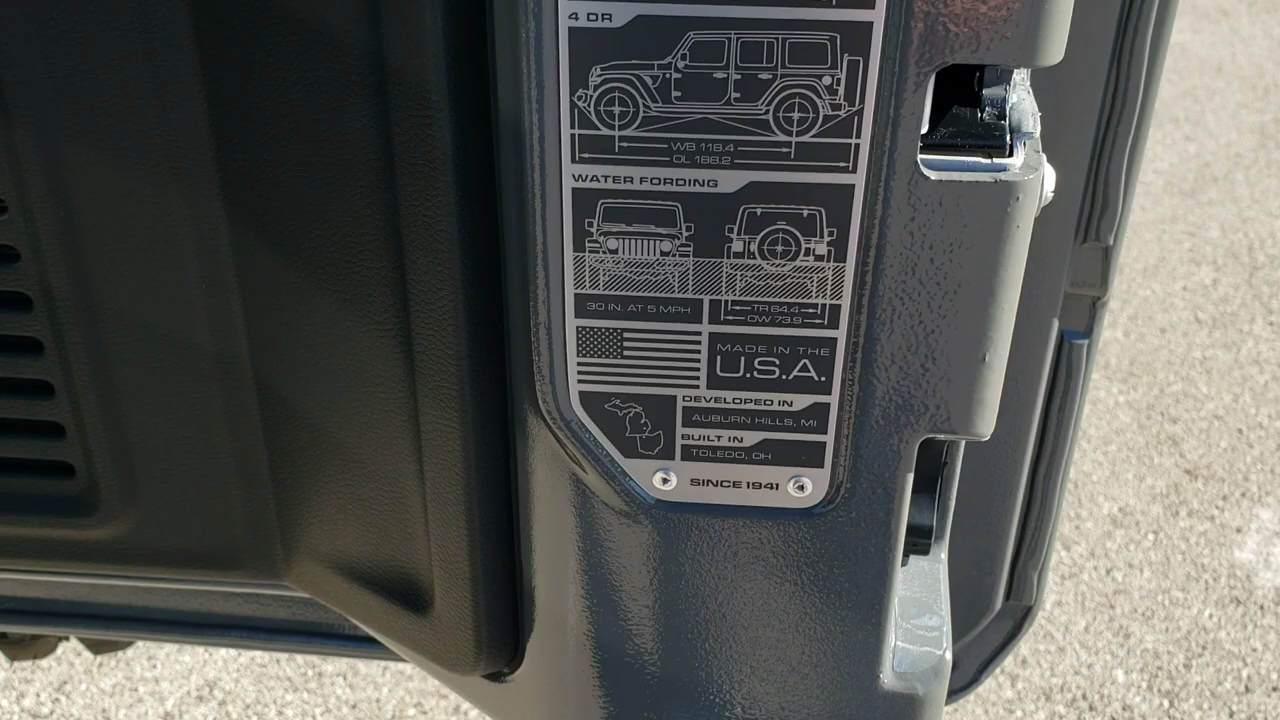 4 DR
WB 118.4
OL 188.2
WATER FORDING
30 IN. AT 5 MPH
TR 64.4
OW 73.9
MADE IN THE
U.S.A.
DEVELOPED IN
AUBURN HILLS, MI
BUILT IN
TOLEDO, OH
SINCE 1941